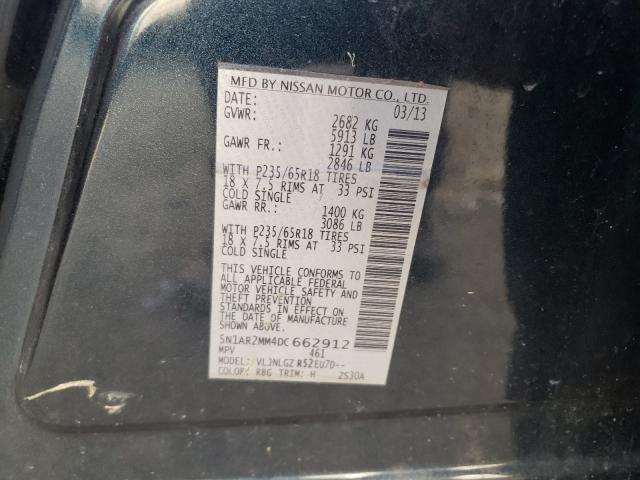 MFD BY NISSAN MOTOR CO., LTD.
DATE: 03/13
GVWR: 2682 KG
5913 LB
GAWR FR.: 1291 KG
2846 LB
WITH P235/65R18 TIRES
18 X 7.5 RIMS AT 33 PSI
COLD SINGLE
GAWR RR.: 1400 KG
3086 LB
WITH P235/65R18 TIRES
18 X 7.5 RIMS AT 33 PSI
COLD SINGLE
THIS VEHICLE CONFORMS TO
ALL APPLICABLE FEDERAL
MOTOR VEHICLE SAFETY AND
THEFT PREVENTION
STANDARDS IN EFFECT ON
THE DATE OF MANUFACTURE
SHOWN ABOVE.
5N1AR2MM4DC662912
MPV 461
MODEL: VLJNLGZ R52EU7D--
COLOR: RBG TRIM: H 2S30A